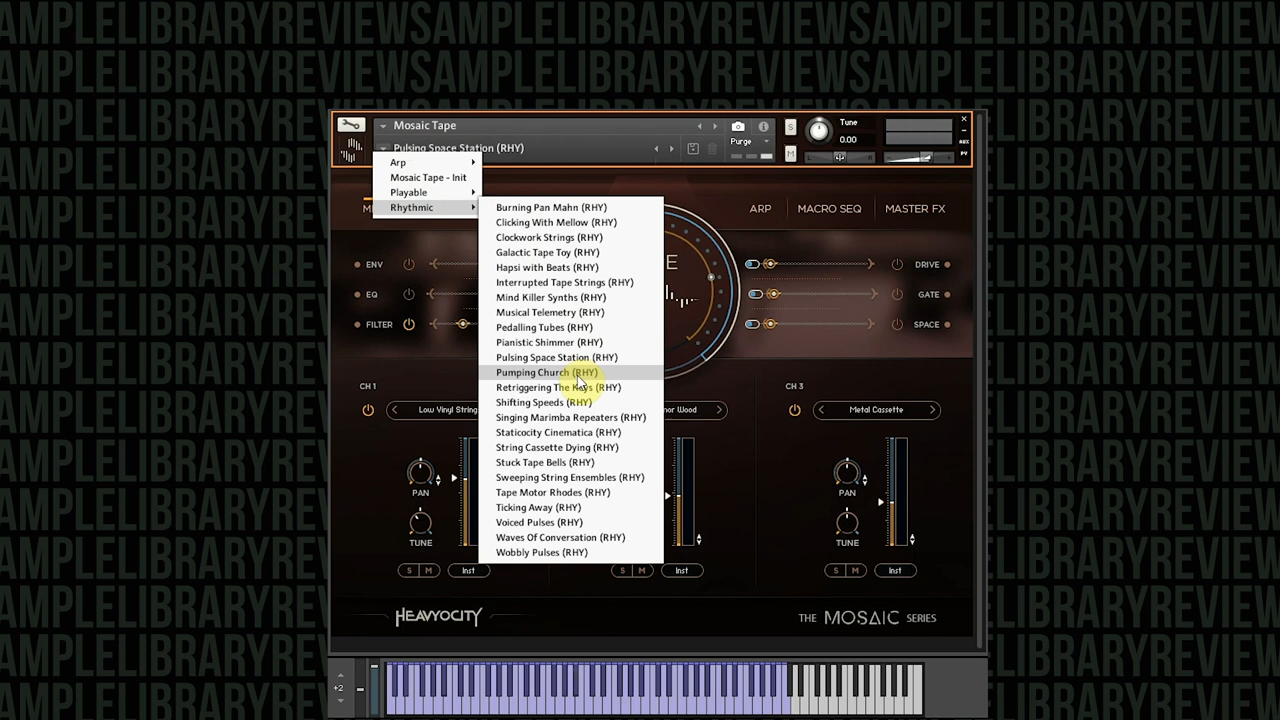 SAMPLELIBRARYREVIEWS
Mosaic Tape
Pulsing Space Station (RHY)
Purge
S
M
Tune
0.00
AUX
PV
Arp
Mosaic Tape - Init
Playable
Rhythmic
Burning Pan Mahn (RHY)
Clicking With Mellow (RHY)
Clockwork Strings (RHY)
Galactic Tape Toy (RHY)
Hapsi with Beats (RHY)
Interrupted Tape Strings (RHY)
Mind Killer Synths (RHY)
Musical Telemetry (RHY)
Pedalling Tubes (RHY)
Pianistic Shimmer (RHY)
Pulsing Space Station (RHY)
Pumping Church (RHY)
Retriggering The Keys (RHY)
Shifting Speeds (RHY)
Singing Marimba Repeaters (RHY)
Staticocity Cinematica (RHY)
String Cassette Dying (RHY)
Stuck Tape Bells (RHY)
Sweeping String Ensembles (RHY)
Tape Motor Rhodes (RHY)
Ticking Away (RHY)
Voiced Pulses (RHY)
Waves Of Conversation (RHY)
Wobbly Pulses (RHY)
ARP
MACRO SEQ
MASTER FX
ENV
EQ
FILTER
E
DRIVE
GATE
SPACE
CH 1
CH 3
Low Vinyl String
nor Wood
Metal Cassette
PAN
TUNE
PAN
TUNE
S M Inst
S M Inst
S M Inst
HEAVYOCITY
THE MOSAIC SERIES
+2